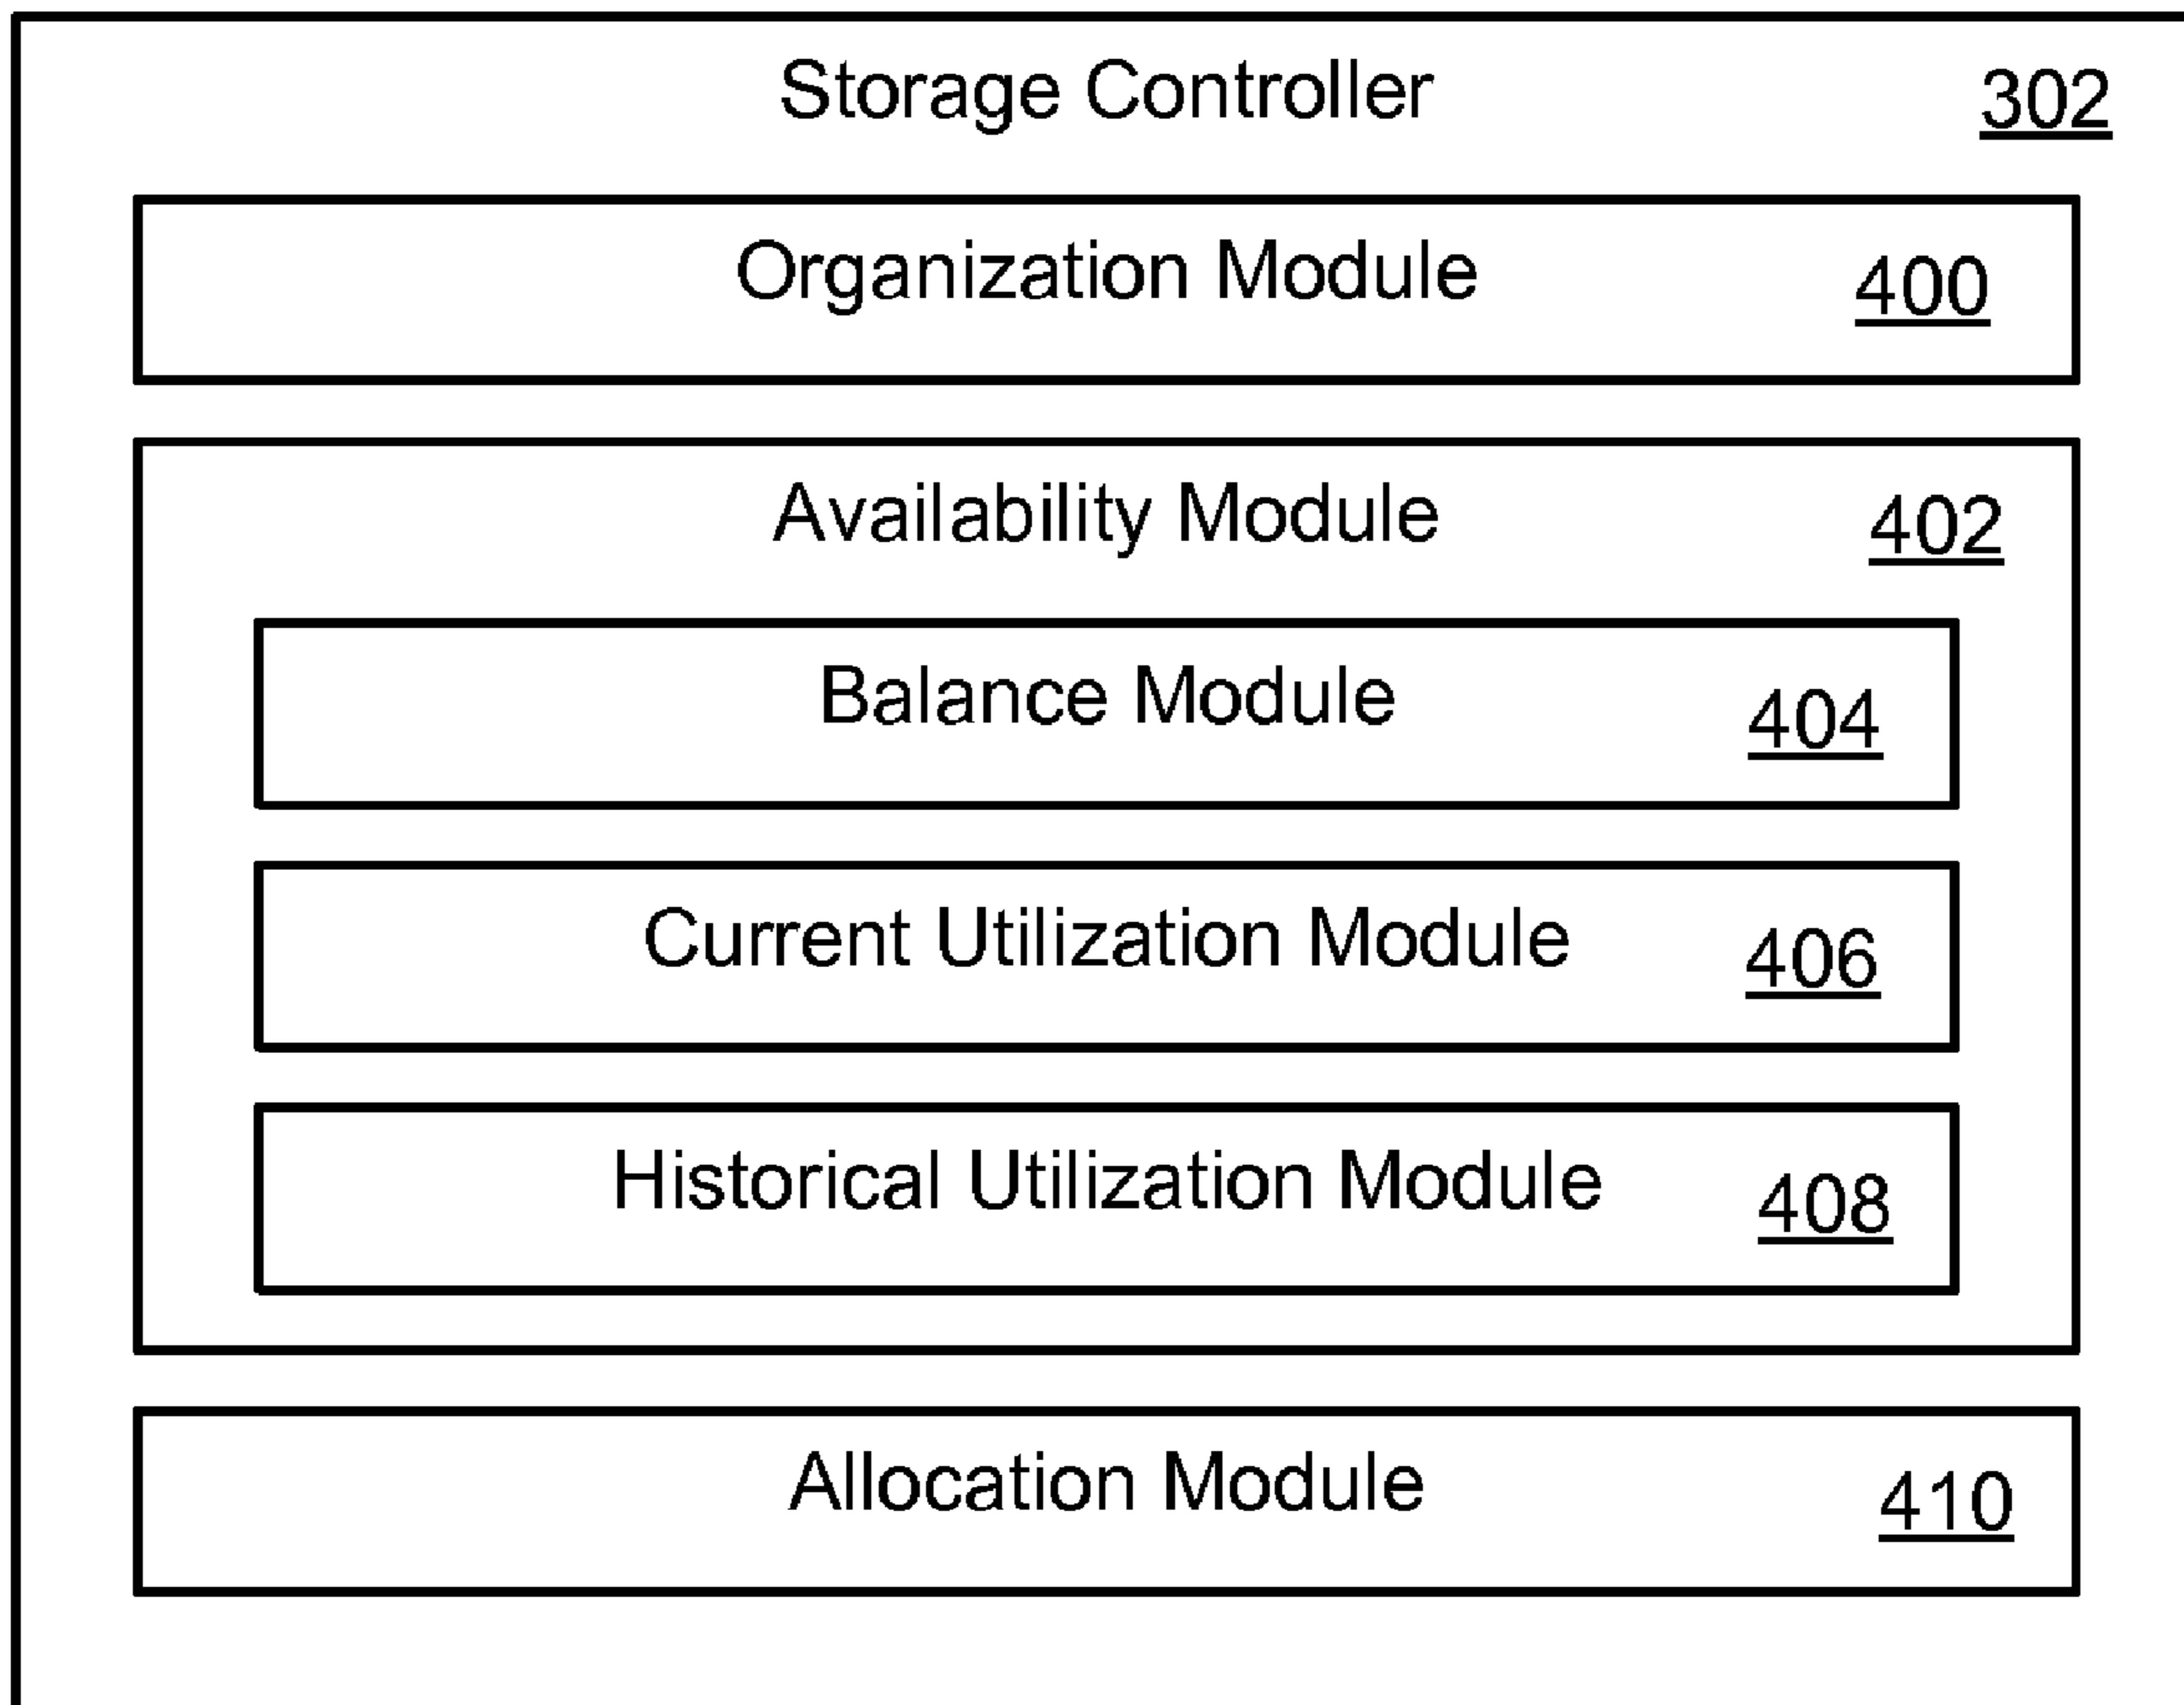 Storage Controller 302
Organization Module 400
Availability Module 402
Balance Module 404
Current Utilization Module 406
Historical Utilization Module 408
Allocation Module 410